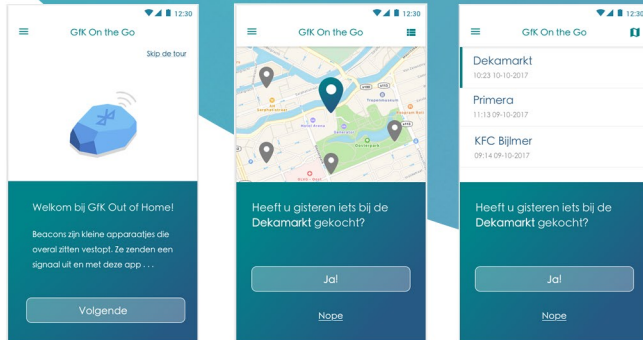 12:30
GfK On the Go
Skip de tour
Welkom bij GfK Out of Home!
Beacons zijn kleine apparaatjes die
overal zitten vestopt. Ze zenden een
signaal uit en met deze app . . .
Volgende
12:30
GfK On the Go
Heeft u gisteren iets bij de
Dekamarkt gekocht?
Ja!
Nope
12:30
GfK On the Go
Dekamarkt
10:23 10-10-2017
Primera
11:13 09-10-2017
KFC Bijlmer
09:14 09-10-2017
Heeft u gisteren iets bij de
Dekamarkt gekocht?
Ja!
Nope